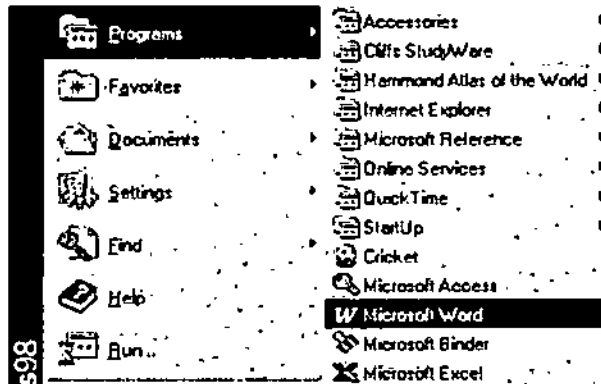 Programs
Favorites
Documents
Settings
Find
Help
Run...
s98
Accessories
Cliffs StudyWare
Hammond Atlas of the World
Internet Explorer
Microsoft Reference
Online Services
QuickTime
StartUp
Cricket
Microsoft Access
W Microsoft Word
Microsoft Binder
Microsoft Excel